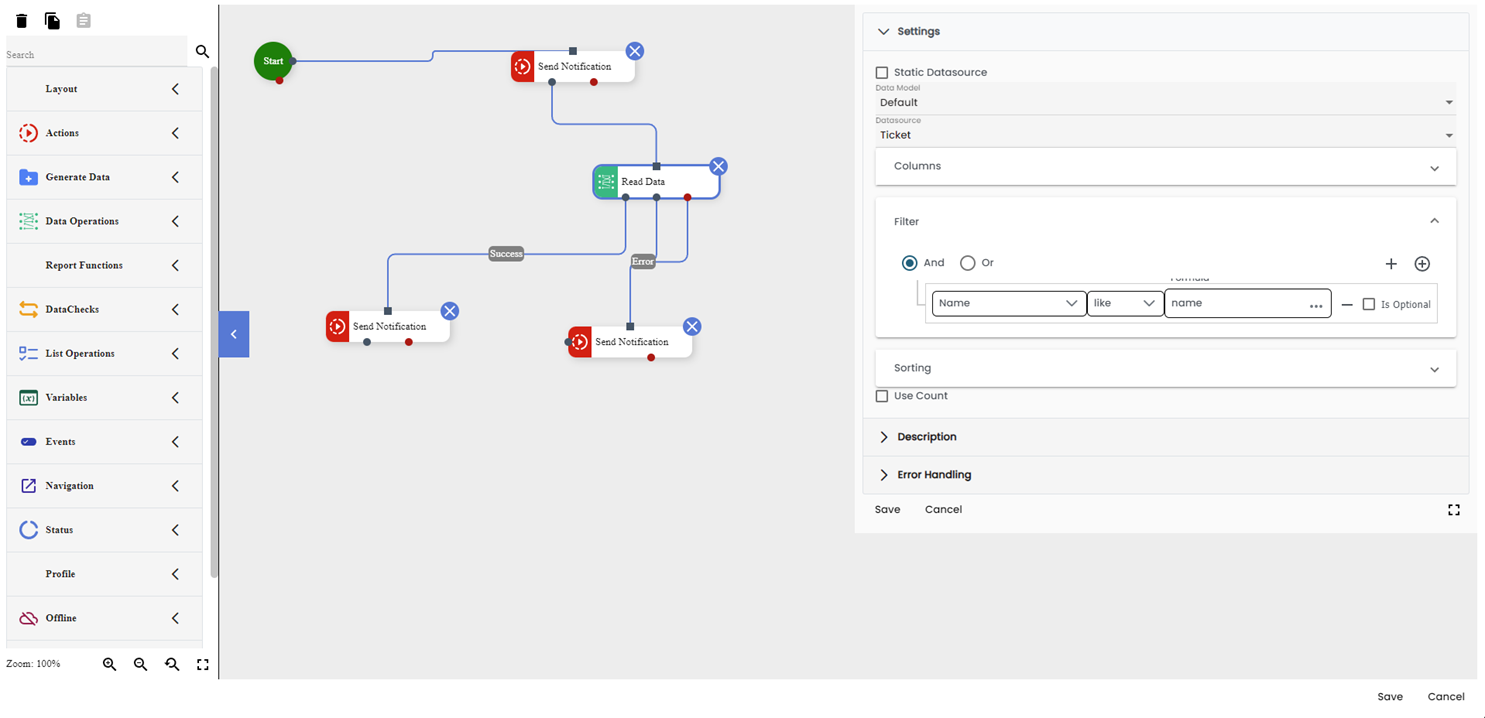 Search
Layout
Actions
Generate Data
Data Operations
Report Functions
DataChecks
List Operations
Variables
Events
Navigation
Status
Profile
Offline
Zoom: 100%
Start
Send Notification
Read Data
Success
Error
Send Notification
Send Notification
Settings
Static Datasource
Data Model
Default
Datasource
Ticket
Columns
Filter
And Or
Formula
Name like name ... Is Optional
Sorting
Use Count
Description
Error Handling
Save Cancel
Save Cancel